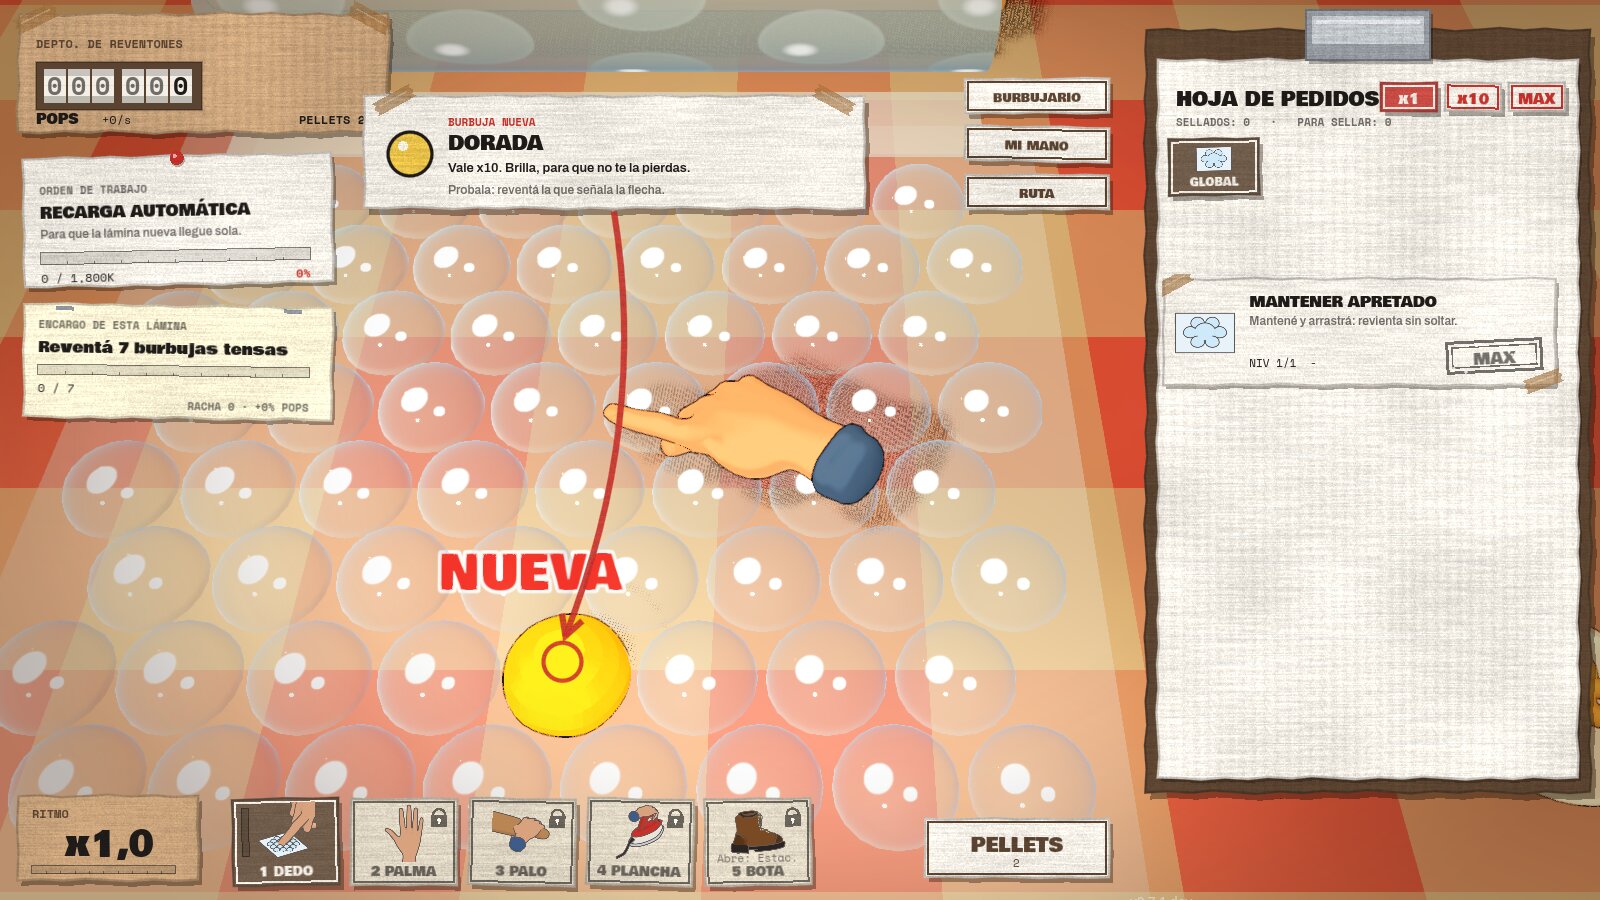 DEPTO. DE REVENTONES
000 000
POPS +0/s PELLETS 2
ORDEN DE TRABAJO
RECARGA AUTOMÁTICA
Para que la lámina nueva llegue sola.
0 / 1.800K 0%
ENCARGO DE ESTA LÁMINA
Reventá 7 burbujas tensas
0 / 7
RACHA 0 · +0% POPS
BURBUJA NUEVA
DORADA
Vale x10. Brilla, para que no te la pierdas.
Probala: reventá la que señala la flecha.
BURBUJARIO
MI MANO
RUTA
HOJA DE PEDIDOS x1 x10 MAX
SELLADOS: 0 · PARA SELLAR: 0
GLOBAL
MANTENER APRETADO
Mantené y arrastrá: revienta sin soltar.
NIV 1/1 -
MAX
NUEVA
RITMO
x1,0
1 DEDO
2 PALMA
3 PALO
4 PLANCHA
Abre: Estac.
5 BOTA
PELLETS
2